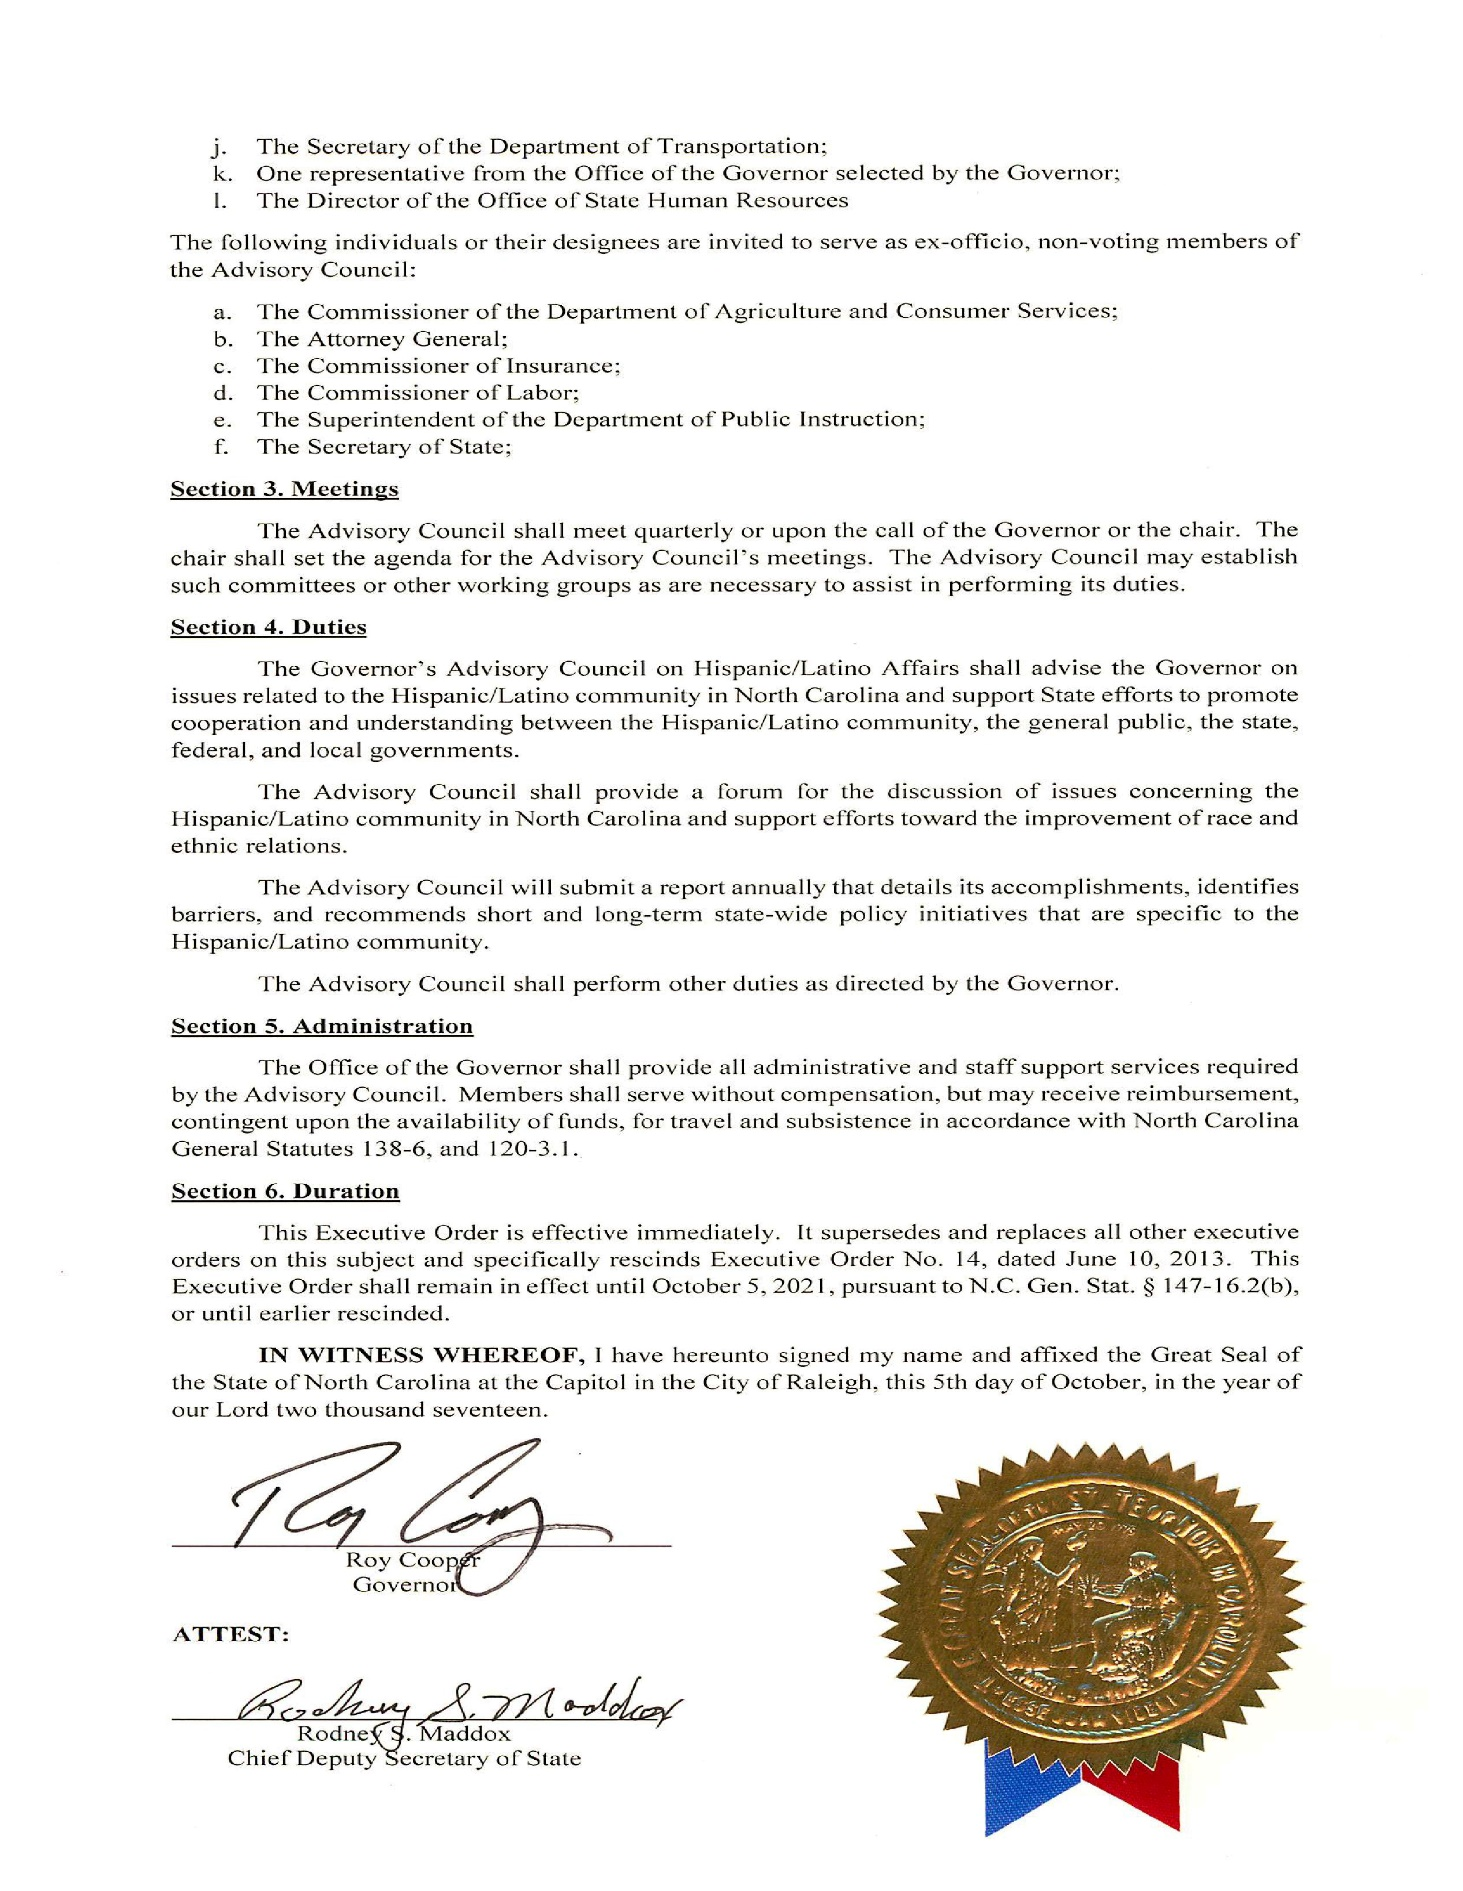 j. The Secretary of the Department of Transportation;
k. One representative from the Office of the Governor selected by the Governor;
l. The Director of the Office of State Human Resources
The following individuals or their designees are invited to serve as ex-officio, non-voting members of
the Advisory Council:
a. The Commissioner of the Department of Agriculture and Consumer Services;
b. The Attorney General;
c. The Commissioner of Insurance;
d. The Commissioner of Labor;
e. The Superintendent of the Department of Public Instruction;
f. The Secretary of State;
Section 3. Meetings
The Advisory Council shall meet quarterly or upon the call of the Governor or the chair. The
chair shall set the agenda for the Advisory Council's meetings. The Advisory Council may establish
such committees or other working groups as are necessary to assist in performing its duties.
Section 4. Duties
The Governor's Advisory Council on Hispanic/Latino Affairs shall advise the Governor on
issues related to the Hispanic/Latino community in North Carolina and support State efforts to promote
cooperation and understanding between the Hispanic/Latino community, the general public, the state,
federal, and local governments.
The Advisory Council shall provide a forum for the discussion of issues concerning the
Hispanic/Latino community in North Carolina and support efforts toward the improvement of race and
ethnic relations.
The Advisory Council will submit a report annually that details its accomplishments, identifies
barriers, and recommends short and long-term state-wide policy initiatives that are specific to the
Hispanic/Latino community.
The Advisory Council shall perform other duties as directed by the Governor.
Section 5. Administration
The Office of the Governor shall provide all administrative and staff support services required
by the Advisory Council. Members shall serve without compensation, but may receive reimbursement,
contingent upon the availability of funds, for travel and subsistence in accordance with North Carolina
General Statutes 138-6, and 120-3.1.
Section 6. Duration
This Executive Order is effective immediately. It supersedes and replaces all other executive
orders on this subject and specifically rescinds Executive Order No. 14, dated June 10, 2013. This
Executive Order shall remain in effect until October 5, 2021, pursuant to N.C. Gen. Stat. § 147-16.2(b),
or until earlier rescinded.
IN WITNESS WHEREOF, I have hereunto signed my name and affixed the Great Seal of
the State of North Carolina at the Capitol in the City of Raleigh, this 5th day of October, in the year of
our Lord two thousand seventeen.
Roy Cooper
Governor
ATTEST:
Rodney S. Maddox
Rodney S. Maddox
Chief Deputy Secretary of State